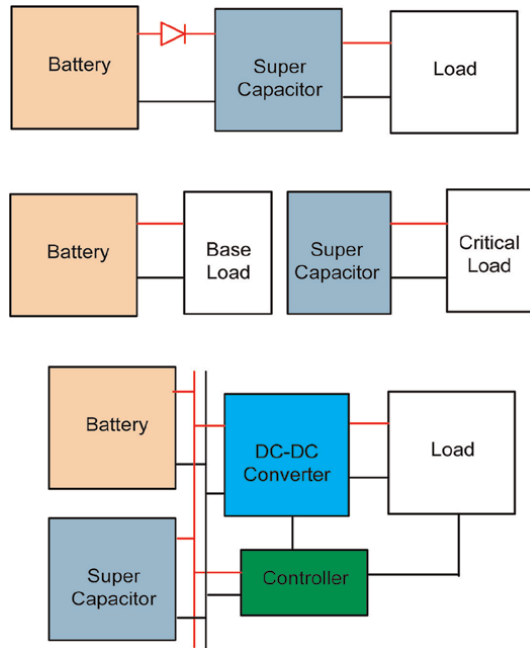 Battery
Super
Capacitor
Load
Battery
Base
Load
Super
Capacitor
Critical
Load
Battery
DC-DC
Converter
Load
Super
Capacitor
Controller